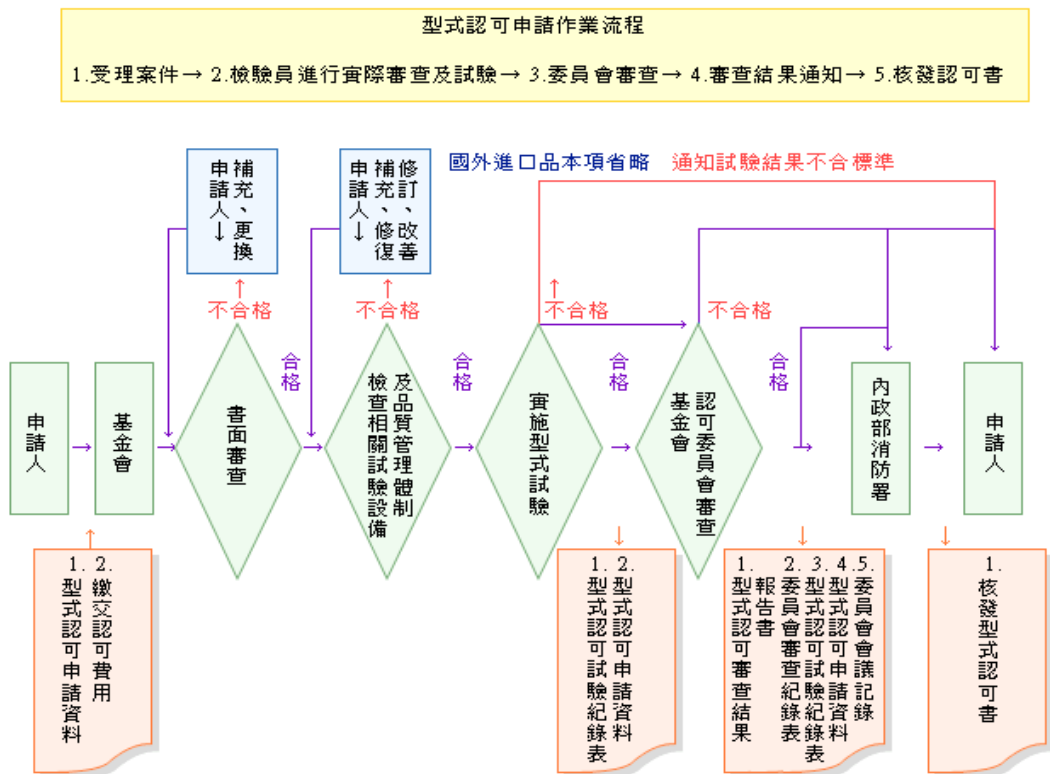 型式認可申請作業流程
1.受理案件→ 2.檢驗員進行實際審查及試驗→ 3.委員會審查→ 4.審查結果通知→ 5.核發認可書
補充、更換
申請人↓
修訂、改善
補充、修復
申請人↓
國外進口品本項省略
通知試驗結果不合標準
不合格
不合格
不合格
不合格
合格
合格
合格
合格
申請人
基金會
書面審查
及品質管理體制
檢查相關試驗設備
實施型式試驗
認可委員會審查
基金會
內政部消防署
申請人
1.型式認可申請資料
2.繳交認可費用
1.型式認可試驗紀錄表
2.型式認可申請資料
1.型式認可審查結果
報告書
2.委員會審查紀錄表
3.型式認可試驗紀錄表
4.型式認可申請資料
5.委員會會議記錄
1.核發型式認可書